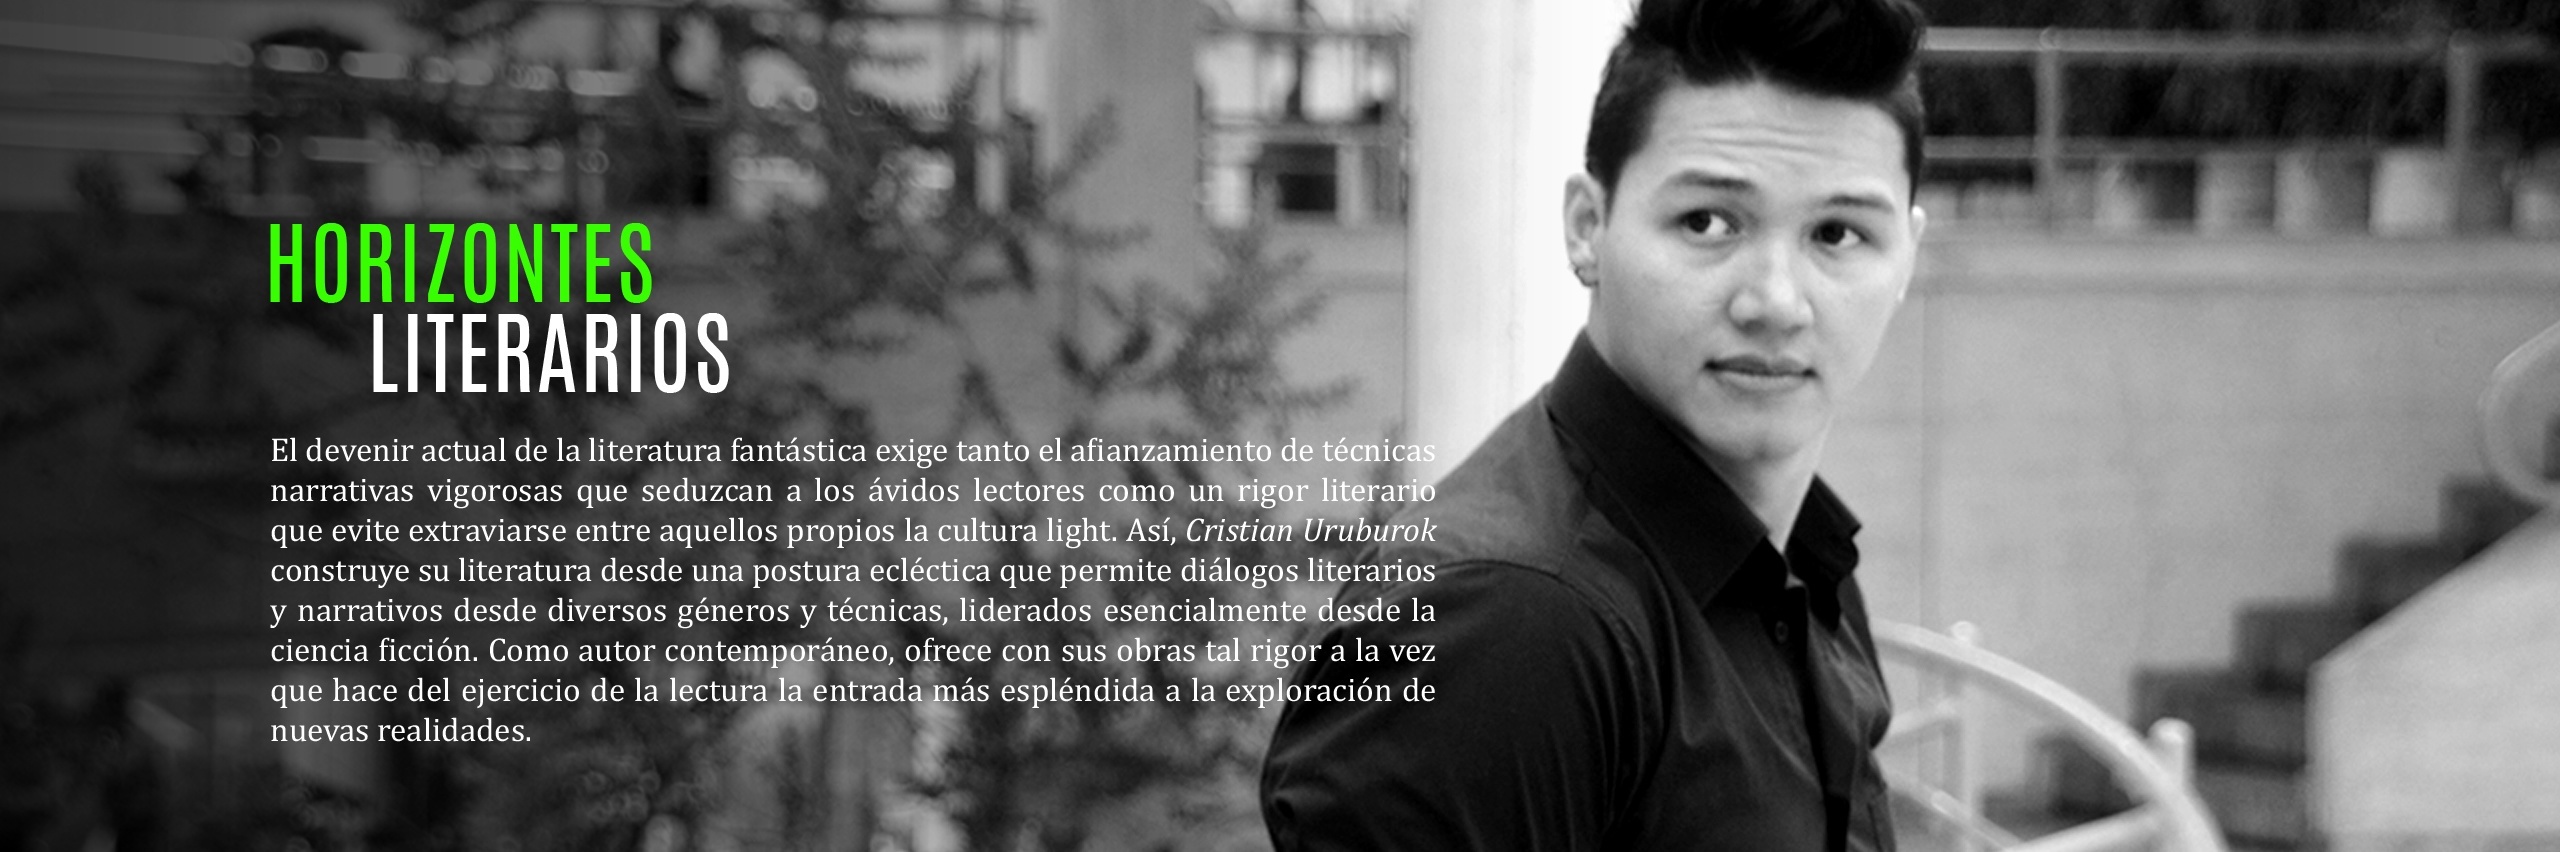 HORIZONTES
LITERARIOS
El devenir actual de la literatura fantástica exige tanto el afianzamiento de técnicas
narrativas vigorosas que seduzcan a los ávidos lectores como un rigor literario
que evite extraviarse entre aquellos propios la cultura light. Así, Cristian Uruburok
construye su literatura desde una postura ecléctica que permite diálogos literarios
y narrativos desde diversos géneros y técnicas, liderados esencialmente desde la
ciencia ficción. Como autor contemporáneo, ofrece con sus obras tal rigor a la vez
que hace del ejercicio de la lectura la entrada más espléndida a la exploración de
nuevas realidades.